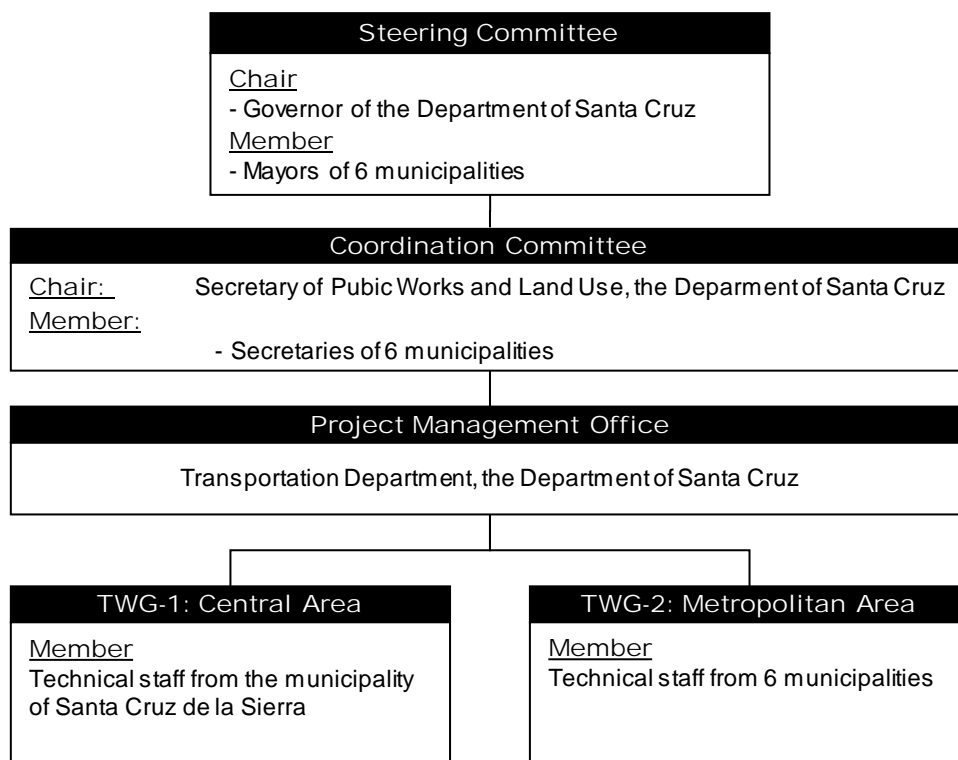 Steering Committee
Chair
- Governor of the Department of Santa Cruz
Member
- Mayors of 6 municipalities
Coordination Committee
Chair: Secretary of Pubic Works and Land Use, the Deparment of Santa Cruz
Member:
- Secretaries of 6 municipalities
Project Management Office
Transportation Department, the Department of Santa Cruz
TWG-1: Central Area
Member
Technical staff from the municipality
of Santa Cruz de la Sierra
TWG-2: Metropolitan Area
Member
Technical staff from 6 municipalities